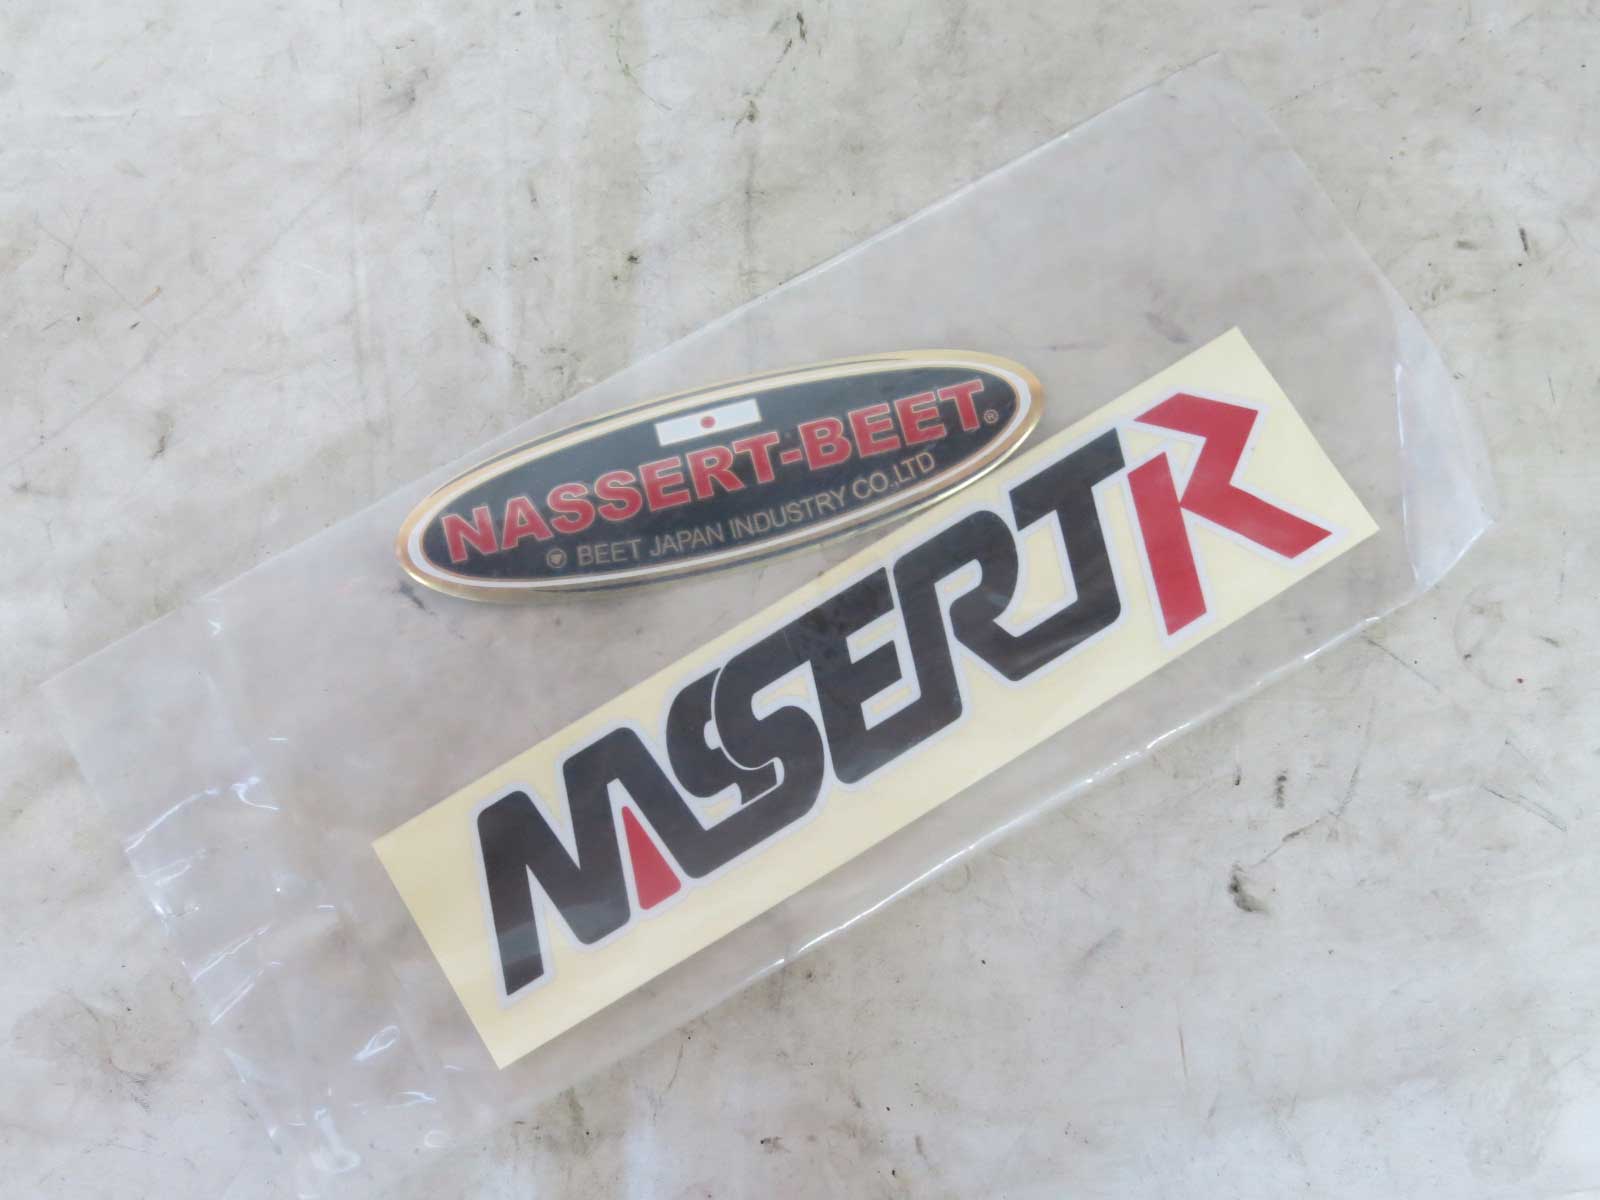 NASSERT-BEET®
BEET JAPAN INDUSTRY CO.,LTD
NASSERT R